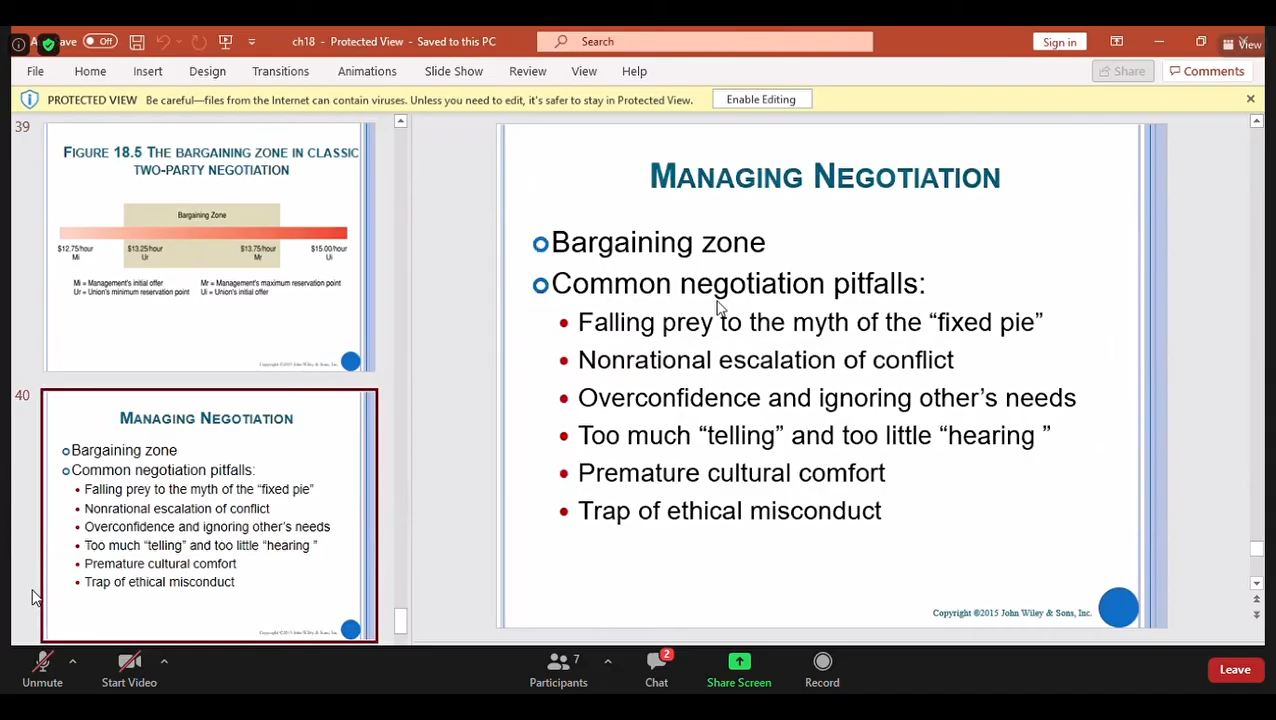 Save
Off
ch18 - Protected View - Saved to this PC
Search
Sign in
View
File
Home
Insert
Design
Transitions
Animations
Slide Show
Review
View
Help
Share
Comments
PROTECTED VIEW
Be careful—files from the Internet can contain viruses. Unless you need to edit, it's safer to stay in Protected View.
Enable Editing
39
FIGURE 18.5 THE BARGAINING ZONE IN CLASSIC
TWO-PARTY NEGOTIATION
Bargaining Zone
$12.75/hour
Mi
$13.25/hour
Ur
$13.75/hour
Mr
$15.00/hour
Ui
Mi = Management's initial offer
Ur = Union's minimum reservation point
Mr = Management's maximum reservation point
Ui = Union's initial offer
Copyright ©2015 John Wiley & Sons, Inc.
40
MANAGING NEGOTIATION
Bargaining zone
Common negotiation pitfalls:
• Falling prey to the myth of the “fixed pie”
• Nonrational escalation of conflict
• Overconfidence and ignoring other’s needs
• Too much “telling” and too little “hearing ”
• Premature cultural comfort
• Trap of ethical misconduct
Copyright ©2015 John Wiley & Sons, Inc.
MANAGING NEGOTIATION
Bargaining zone
Common negotiation pitfalls:
• Falling prey to the myth of the “fixed pie”
• Nonrational escalation of conflict
• Overconfidence and ignoring other’s needs
• Too much “telling” and too little “hearing ”
• Premature cultural comfort
• Trap of ethical misconduct
Copyright ©2015 John Wiley & Sons, Inc.
Unmute
Start Video
7
Participants
2
Chat
Share Screen
Record
Leave